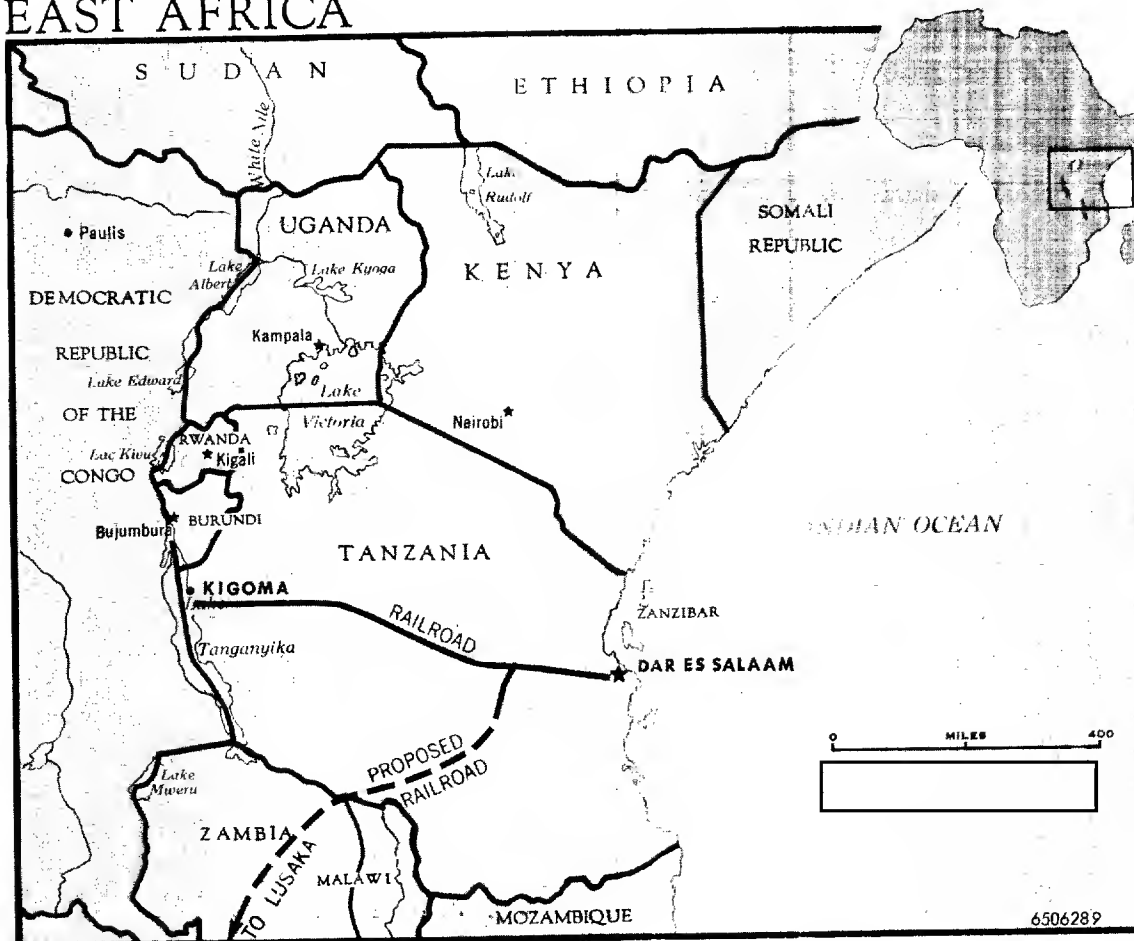 EAST AFRICA
SUDAN
ETHIOPIA
White Nile
Lake
Rudolf
UGANDA
SOMALI
REPUBLIC
Paulis
Lake
Albert
Lake Kyoga
KENYA
DEMOCRATIC
REPUBLIC
OF THE
CONGO
Kampala
Lake Edward
Lake
Victoria
Nairobi
RWANDA
Lac Kivu
Kigali
Bujumbura
BURUNDI
INDIAN OCEAN
TANZANIA
KIGOMA
Lake
Tanganyika
RAILROAD
ZANZIBAR
DAR ES SALAAM
0 MILES 400
PROPOSED
RAILROAD
Lake
Mweru
ZAMBIA
TO LUSAKA
MALAWI
MOZAMBIQUE
6506289